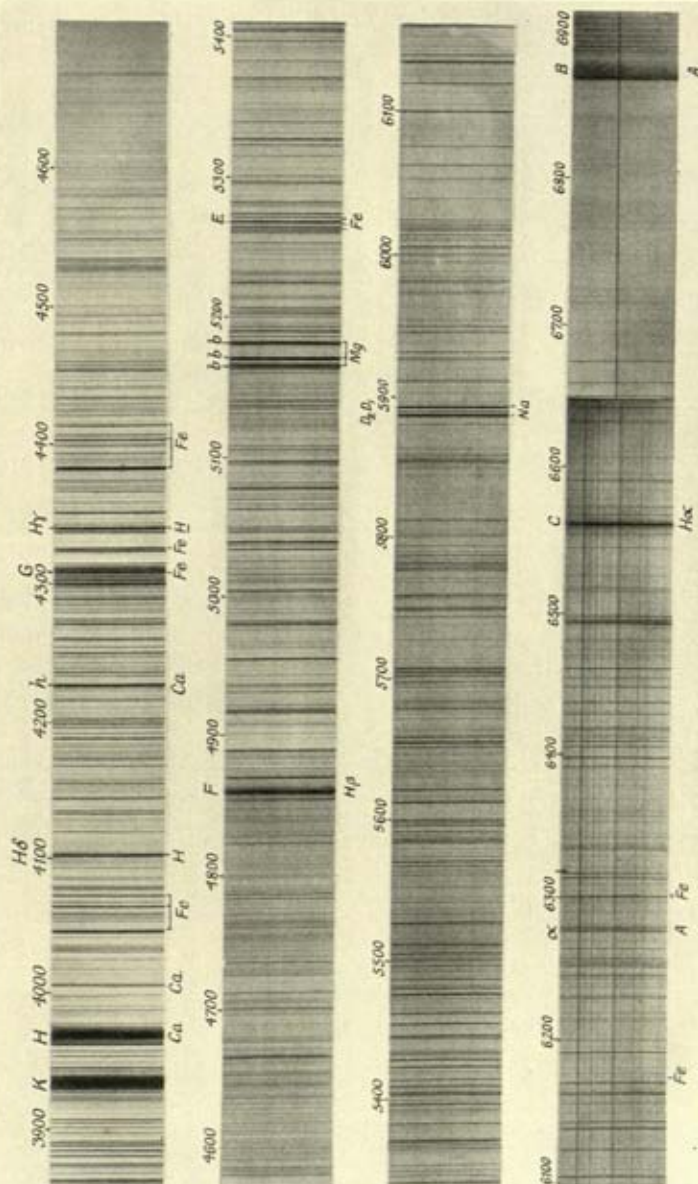 Hδ G
3900 K H 4000 4100 4200 h 4300 Hγ 4400 4500 4600
Ca Ca Fe H Ca Fe Fe H Fe
4600 4700 4800 F 4900 5000 5100 b b b 5200 E 5300 5400
Hβ Mg Fe
D₂ D₁
5400 5500 5600 5700 5800 5900 6000 6100
Na
6100 6200 α 6300 6400 6500 C 6600 6700 6800 B 6900
Fe A Fe Hα A